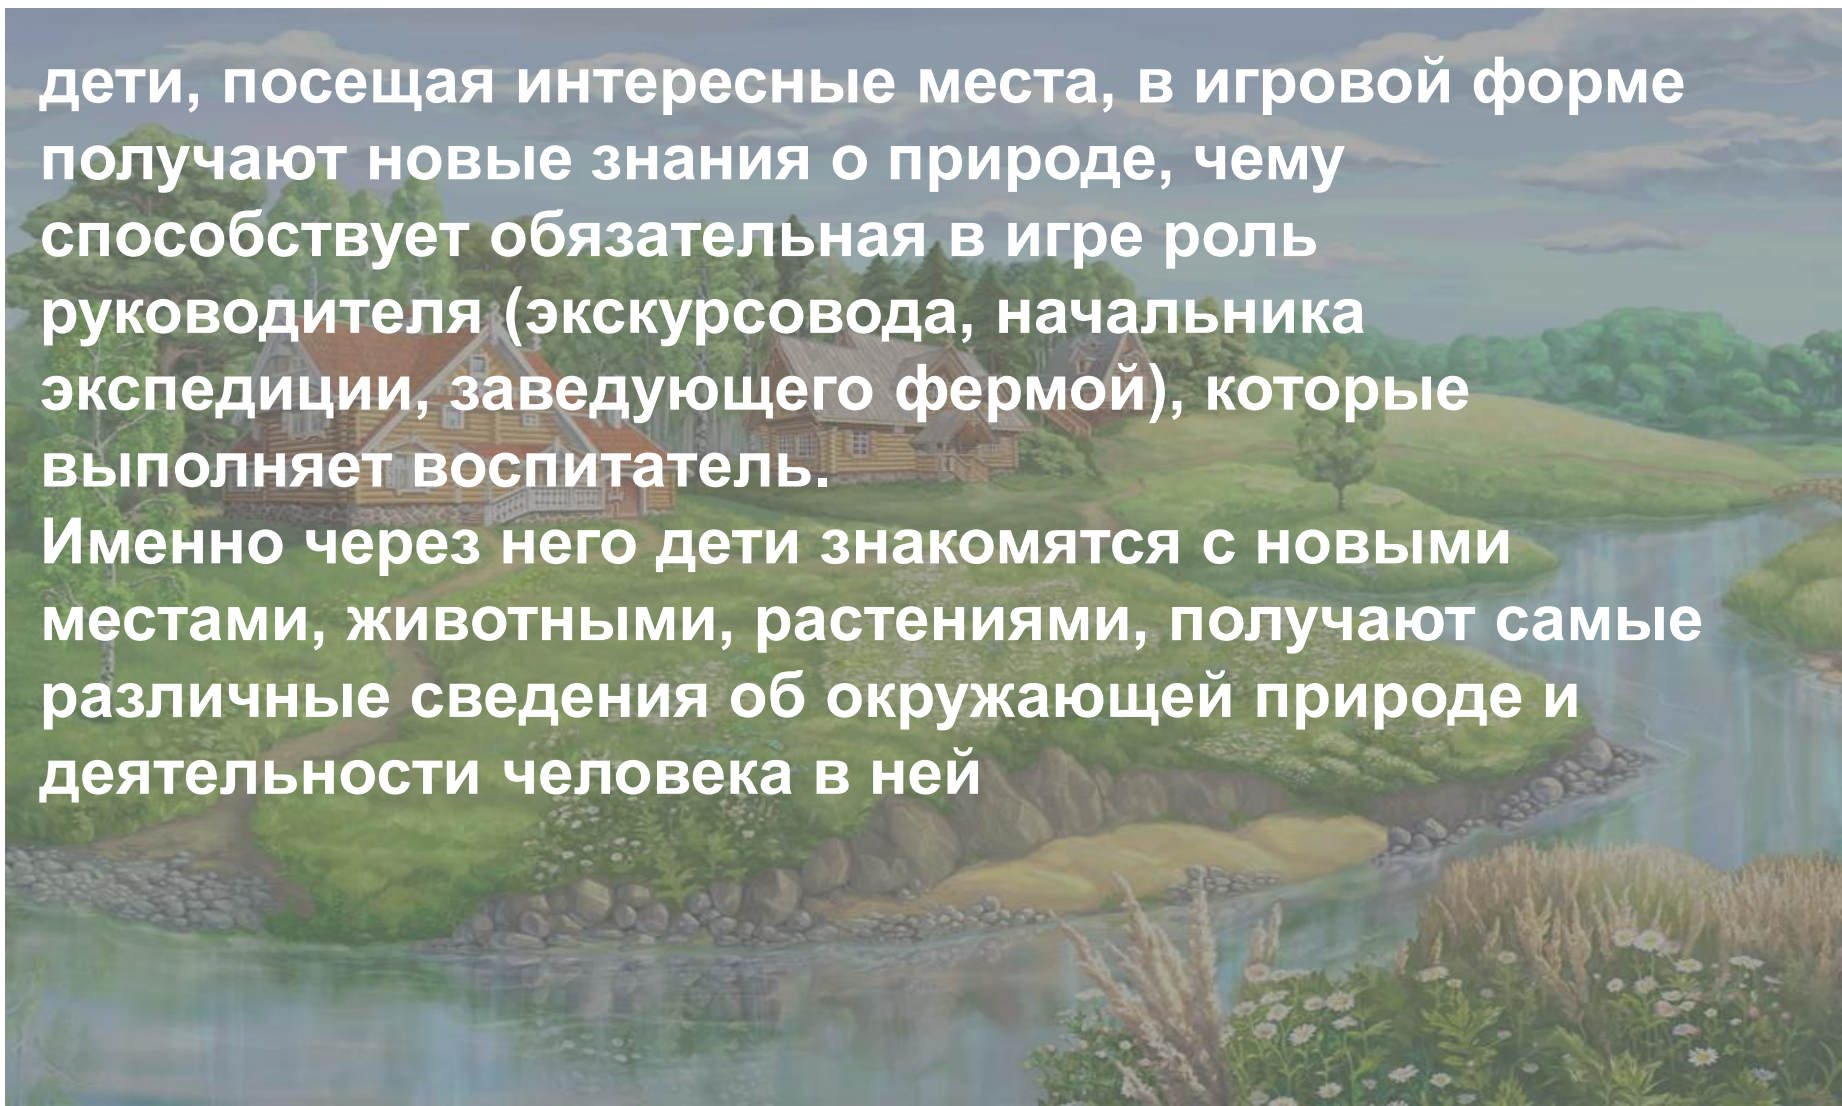 дети, посещая интересные места, в игровой форме
получают новые знания о природе, чему
способствует обязательная в игре роль
руководителя (экскурсовода, начальника
экспедиции, заведующего фермой), которые
выполняет воспитатель.
Именно через него дети знакомятся с новыми
местами, животными, растениями, получают самые
различные сведения об окружающей природе и
деятельности человека в ней